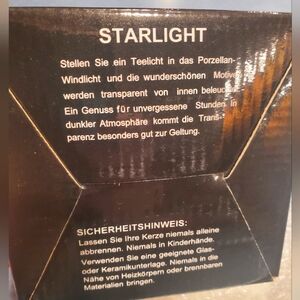 STARLIGHT
Stellen Sie ein Teelicht in das Porzellan-
Windlicht und die wunderschönen Motive
werden transparent von innen beleuc
Ein Genuss für unvergessene Stunden In
dunkler Atmosphäre kommt die Trans-
parenz besonders gut zur Geltung.
SICHERHEITSHINWEIS:
Lassen Sie Ihre Kerze niemals alleine
abbrennen. Niemals in Kinderhände.
Verwenden Sie eine geeignete Glas-
oder Keramikunterlage. Niemals in die
Nähe von Heizkörpern oder brennbaren
Materialien bringen.